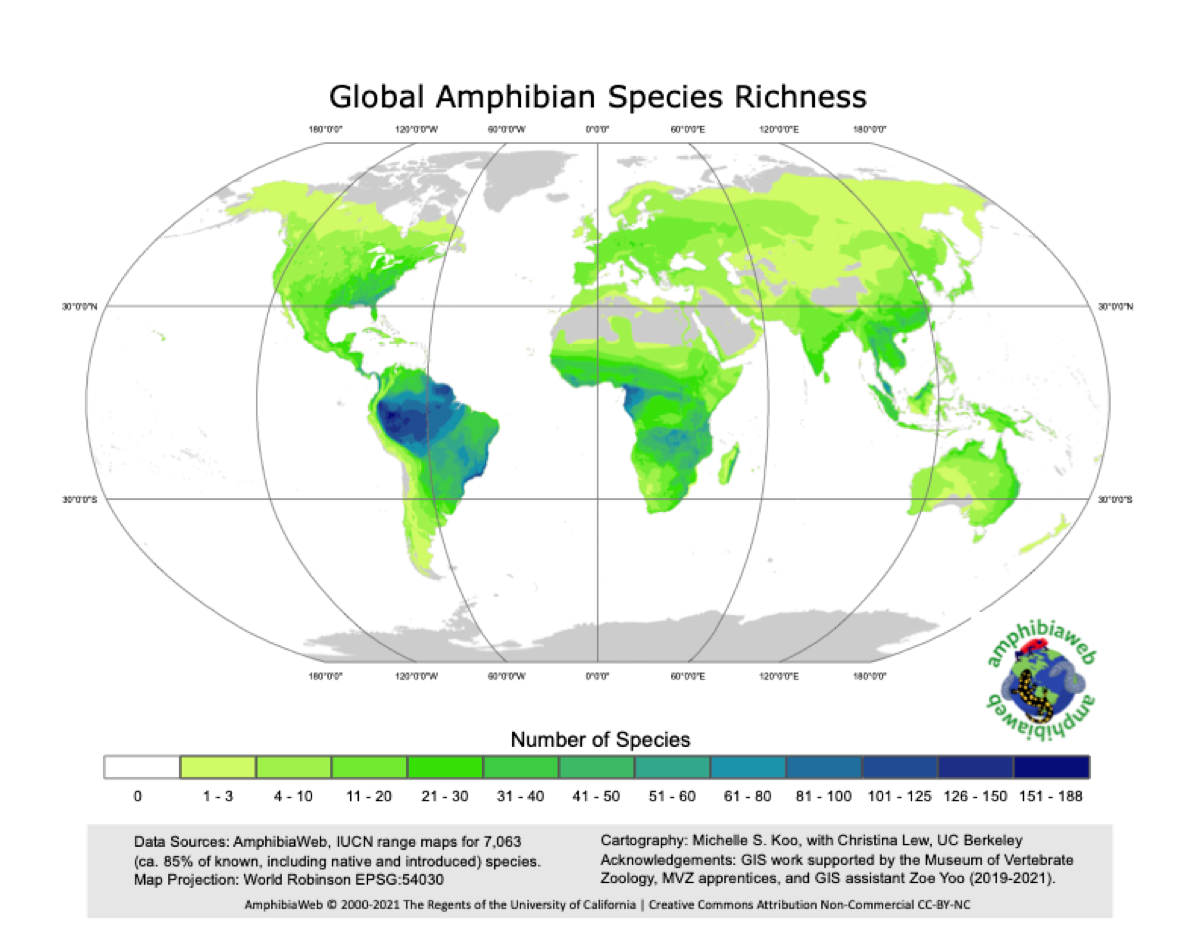 Global Amphibian Species Richness
180°0'0" 120°0'0"W 60°0'0"W 0°0'0" 60°0'0"E 120°0'0"E 180°0'0"
30°0'0"N 30°0'0"N
30°0'0"S 30°0'0"S
amphibiaweb
amphibiaweb
180°0'0" 120°0'0"W 60°0'0"W 0°0'0" 60°0'0"E 120°0'0"E 180°0'0"
Number of Species
0 1 - 3 4 - 10 11 - 20 21 - 30 31 - 40 41 - 50 51 - 60 61 - 80 81 - 100 101 - 125 126 - 150 151 - 188
Data Sources: AmphibiaWeb, IUCN range maps for 7,063
(ca. 85% of known, including native and introduced) species.
Map Projection: World Robinson EPSG:54030
Cartography: Michelle S. Koo, with Christina Lew, UC Berkeley
Acknowledgements: GIS work supported by the Museum of Vertebrate
Zoology, MVZ apprentices, and GIS assistant Zoe Yoo (2019-2021).
AmphibiaWeb © 2000-2021 The Regents of the University of California | Creative Commons Attribution Non-Commercial CC-BY-NC